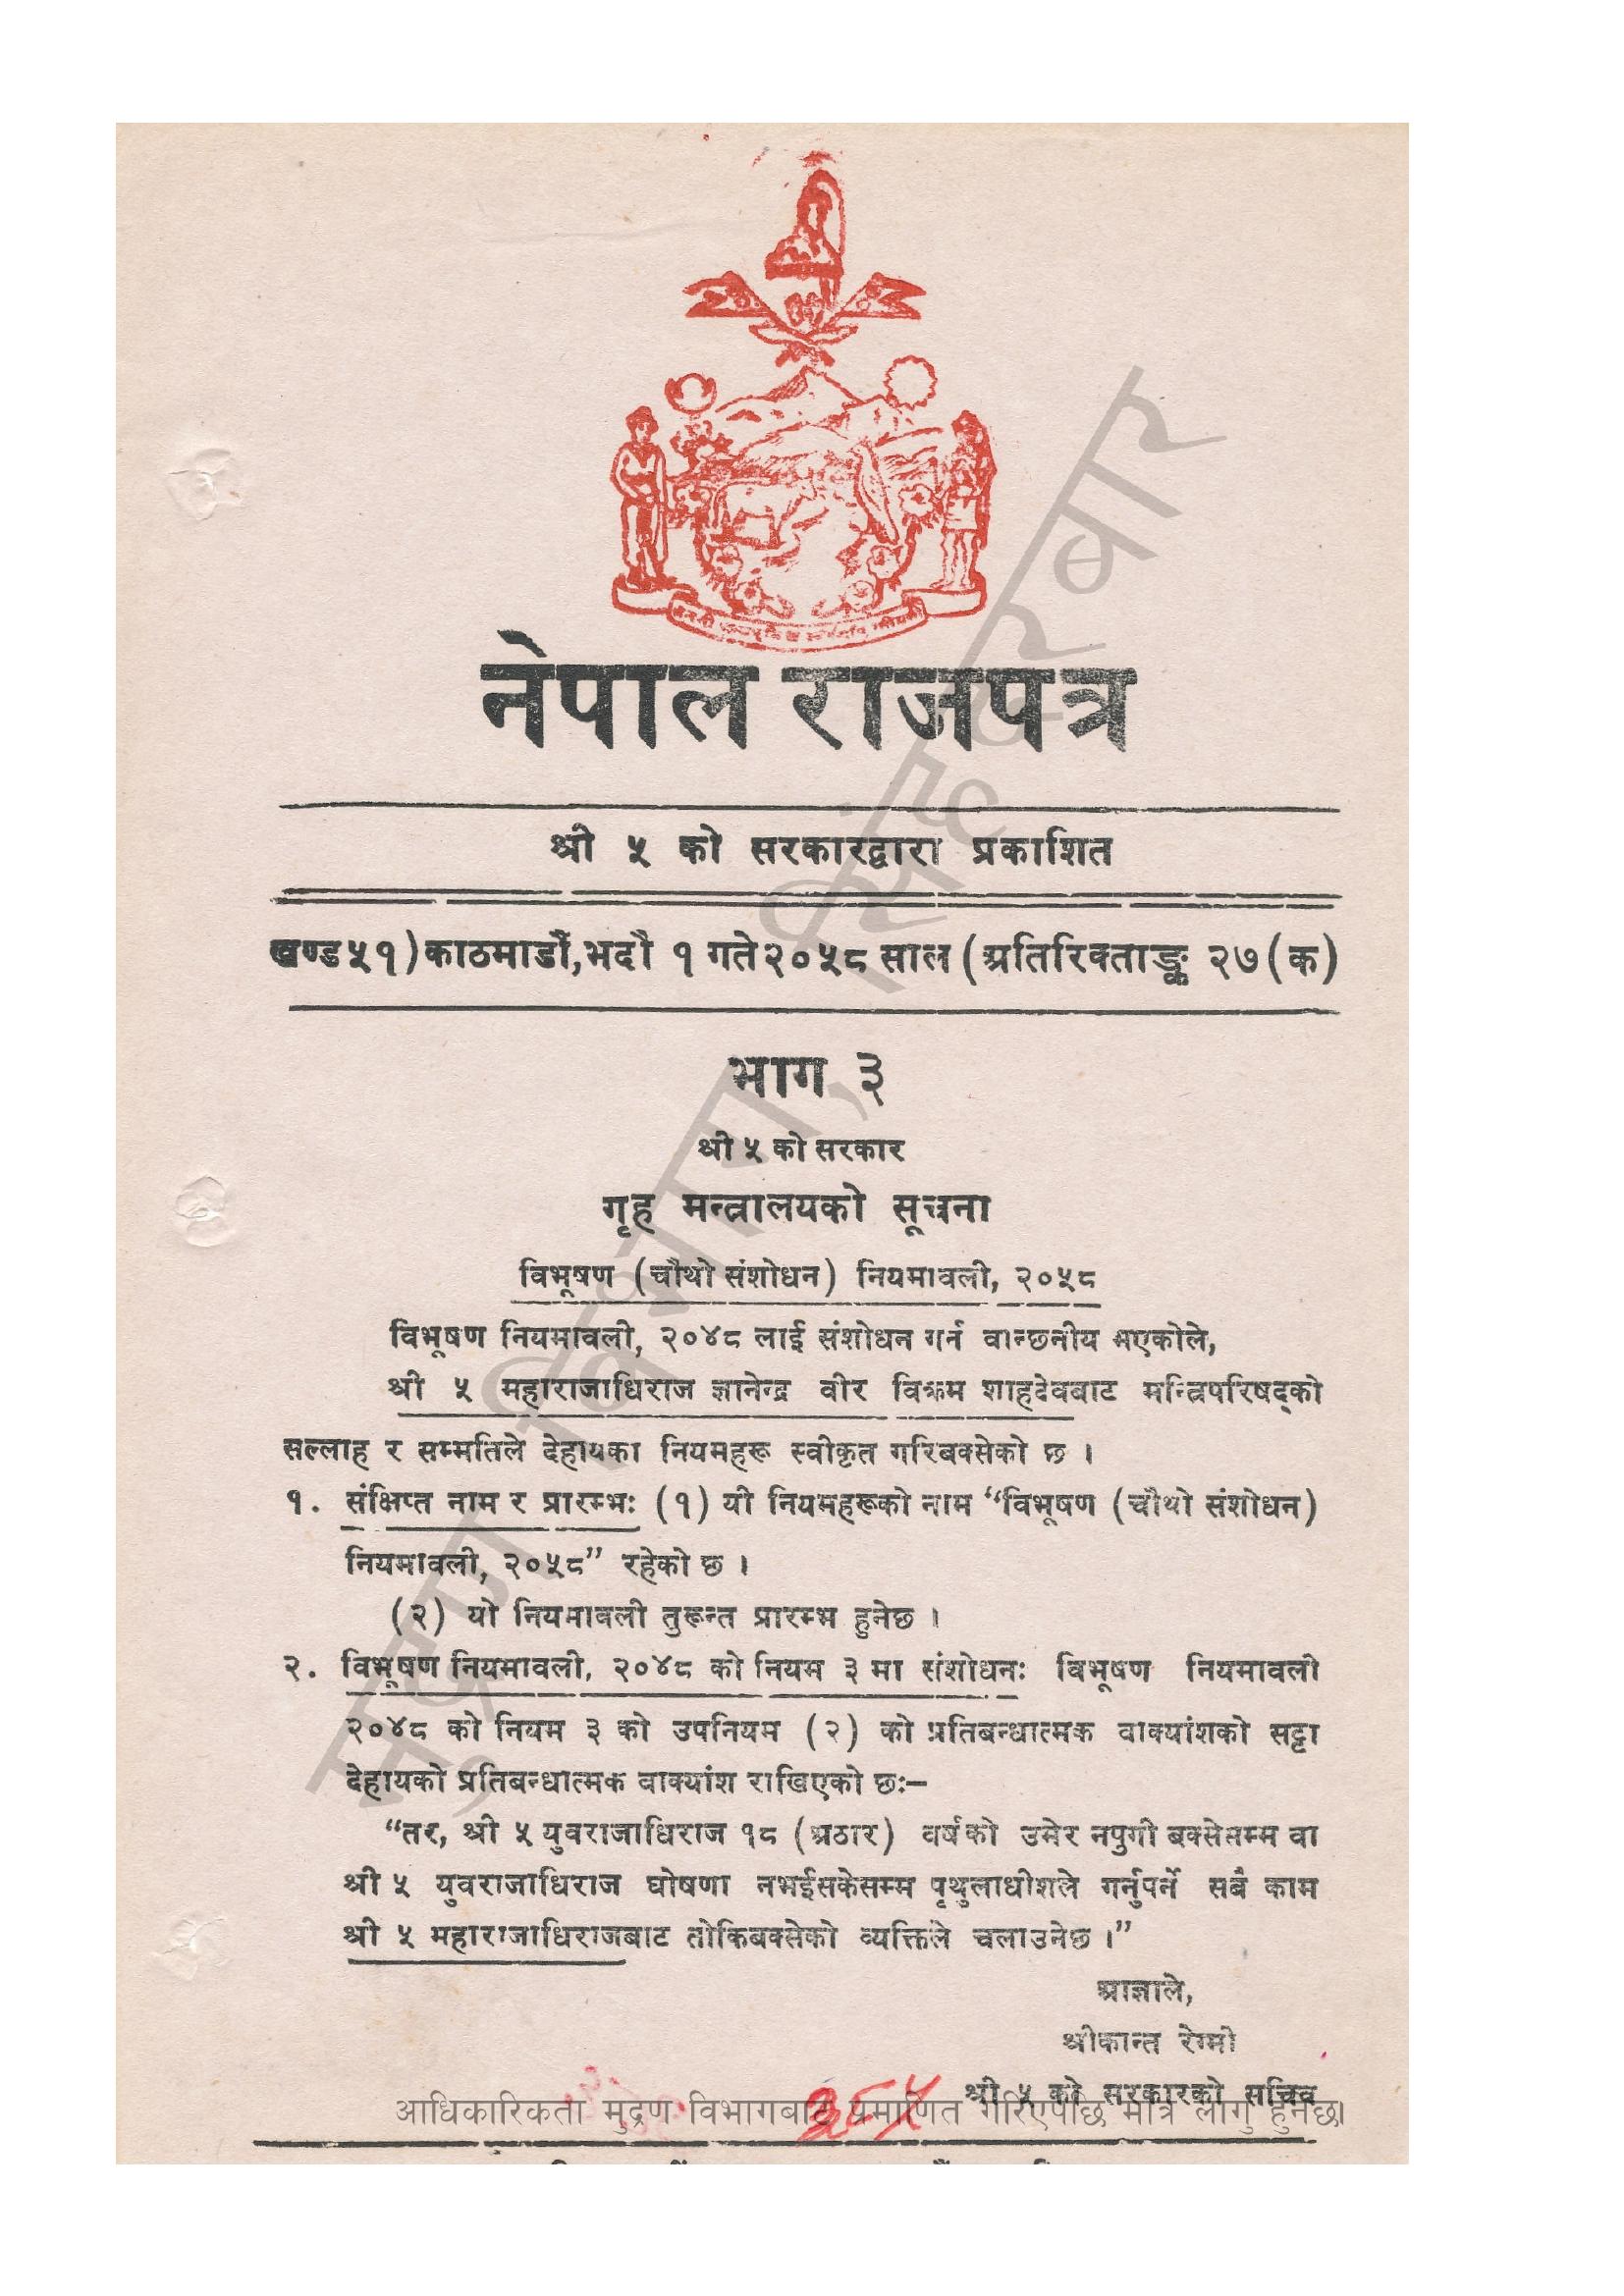 नेपाल राजपत्र
श्री ५ को सरकारद्वारा प्रकाशित
खण्ड ५१) काठमाडौं, भदौ १ गते २०५८ साल (अतिरिक्ताङ्क २७ (क)
भाग ३
श्री ५ को सरकार
गृह मन्त्रालयको सूचना
विभूषण (चौथो संशोधन) नियमावली, २०५८
विभूषण नियमावली, २०४८ लाई संशोधन गर्न वान्छनीय भएकोले,
श्री ५ महाराजाधिराज ज्ञानेन्द्र वीर विक्रम शाहदेवबाट मन्त्रिपरिषद्को
सल्लाह र सम्मतिले देहायका नियमहरू स्वीकृत गरिबक्सेको छ ।
१. संक्षिप्त नाम र प्रारम्भः (१) यी नियमहरूको नाम “विभूषण (चौथो संशोधन)
नियमावली, २०५८” रहेको छ ।
(२) यो नियमावली तुरून्त प्रारम्भ हुनेछ ।
२. विभूषण नियमावली, २०४८ को नियम ३ मा संशोधनः विभूषण नियमावली
२०४८ को नियम ३ को उपनियम (२) को प्रतिबन्धात्मक वाक्यांशको सट्टा
देहायको प्रतिबन्धात्मक वाक्यांश राखिएको छः–
“तर, श्री ५ युवराजाधिराज १८ (अठार) वर्षको उमेर नपुगी बक्सेसम्म वा
श्री ५ युवराजाधिराज घोषणा नभईसकेसम्म पृथुलाधीशले गर्नुपर्ने सबै काम
श्री ५ महाराजाधिराजबाट तोकिबक्सेको व्यक्तिले चलाउनेछ ।”
आज्ञाले,
श्रीकान्त रेग्मी
श्री ५ को सरकारको सचिव
आधिकारिकता मुद्रण विभागबाट प्रमाणित गरिएपछि मात्र लागु हुनेछ।
३८५
मुद्रण विभाग, सिंहदरबार